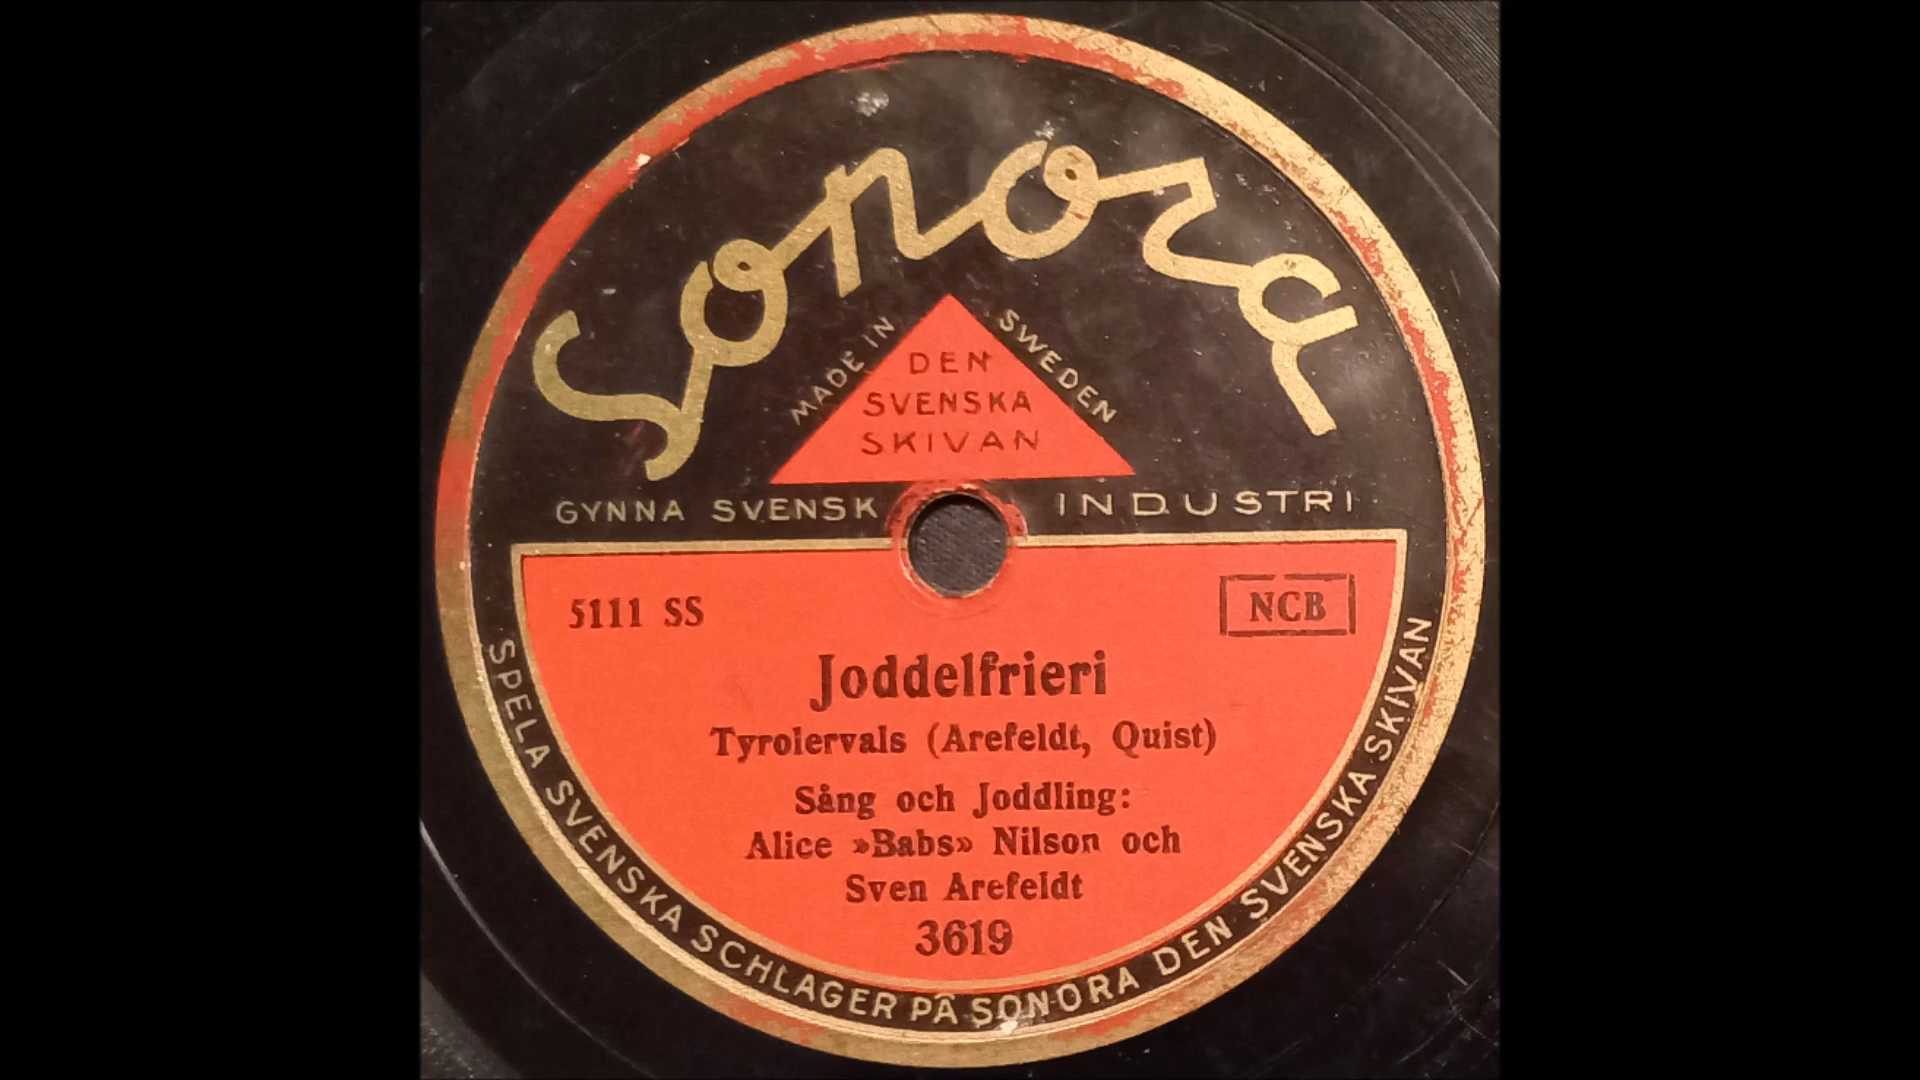 Sonora
MADE IN SWEDEN
DEN
SVENSKA
SKIVAN
GYNNA SVENSK INDUSTRI
5111 SS
NCB
Joddelfrieri
Tyrolervals (Arefeldt, Quist)
Sång och Joddling:
Alice »Babs» Nilson och
Sven Arefeldt
3619
SPELA SVENSKA SCHLAGER PÅ SONORA DEN SVENSKA SKIVAN